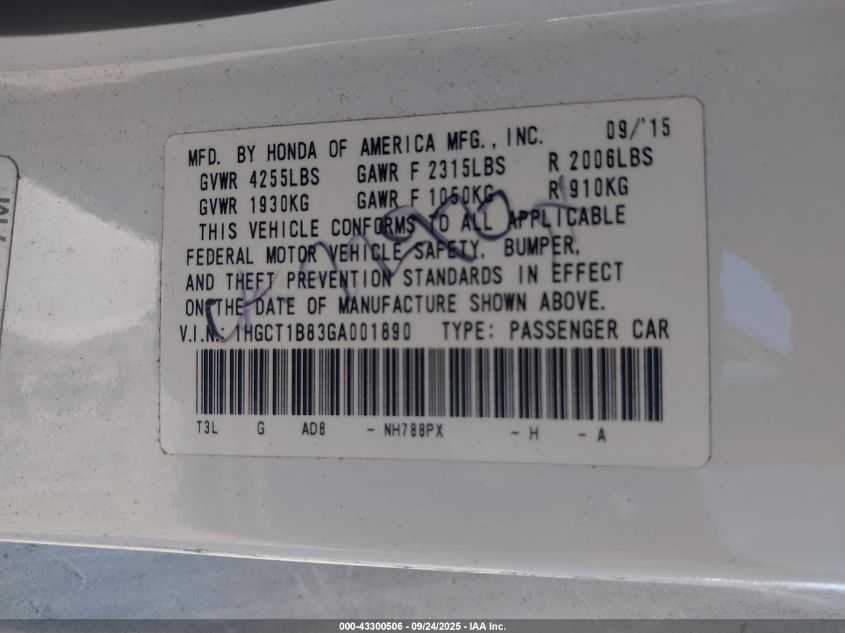 MFD. BY HONDA OF AMERICA MFG., INC. 09/'15
GVWR 4255LBS GAWR F 2315LBS R 2006LBS
GVWR 1930KG GAWR F 1050KG R 910KG
THIS VEHICLE CONFORMS TO ALL APPLICABLE
FEDERAL MOTOR VEHICLE SAFETY, BUMPER,
AND THEFT PREVENTION STANDARDS IN EFFECT
ON THE DATE OF MANUFACTURE SHOWN ABOVE.
V.I.N.: 1HGCT1B83GA001890 TYPE: PASSENGER CAR
T3L G AD8 - NH788PX - H - A
000-43300506 - 09/24/2025 - IAA Inc.